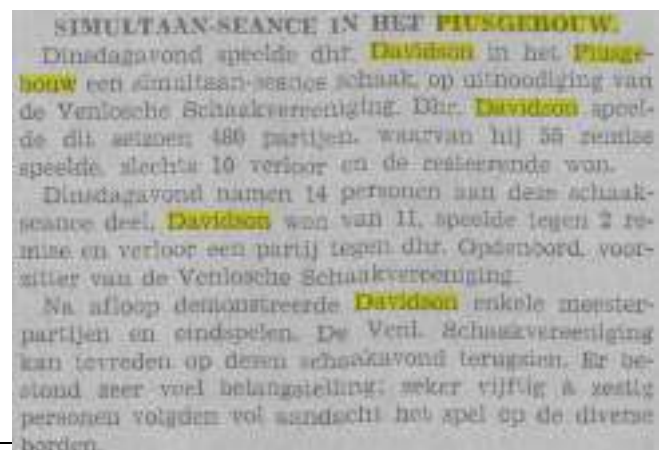 SIMULTAAN-SEANCE IN HET PIUSGEBOUW.
Dinsdagavond speelde dhr. Davidson in het Piusge-
bouw een simultaan-seance schaak, op uitnoodiging van
de Venlosche Schaakvereeniging. Dhr. Davidson speel-
de dit seizoen 480 partijen, waarvan hij 55 remise
speelde, slechts 10 verloor en de resteerende won.
Dinsdagavond namen 14 personen aan deze schaak-
seance deel. Davidson won van 11, speelde tegen 2 re-
mise en verloor een partij tegen dhr. Opdenoord, voor-
zitter van de Venlosche Schaakvereeniging.
Na afloop demonstreerde Davidson enkele meester-
partijen en eindspelen. De Venl. Schaakvereeniging
kan tevreden op dezen schaakavond terugzien. Er be-
stond zeer veel belangstelling; zeker vijftig à zestig
personen volgden vol aandacht het spel op de diverse
borden.